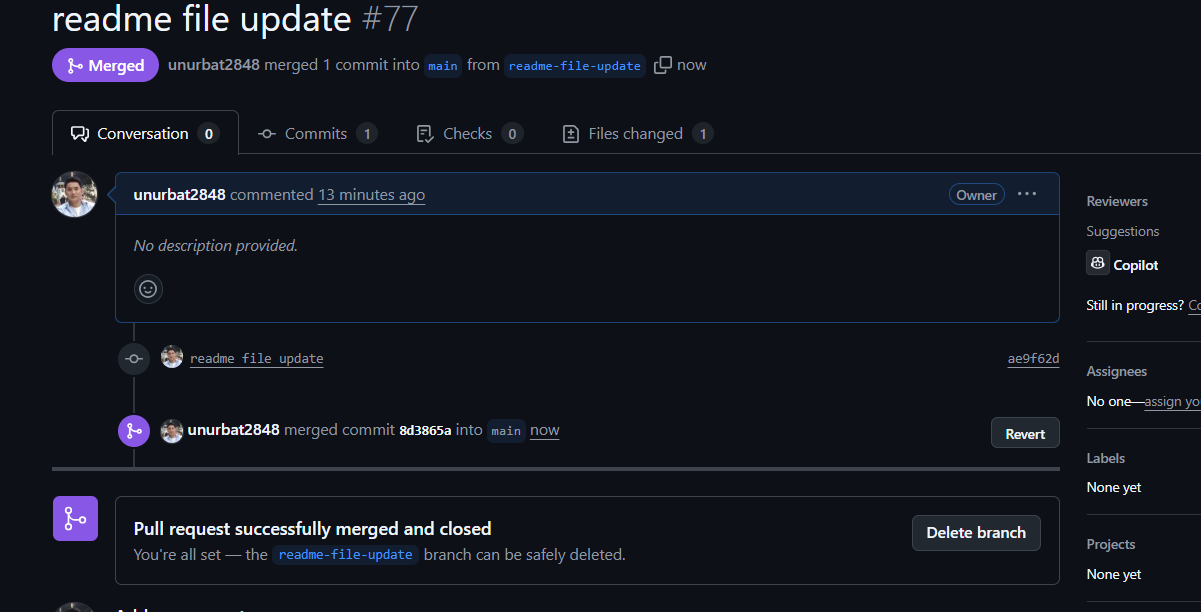 readme file update #77
Merged unurbat2848 merged 1 commit into main from readme-file-update now
Conversation 0 Commits 1 Checks 0 Files changed 1
unurbat2848 commented 13 minutes ago Owner
No description provided.
readme file update ae9f62d
unurbat2848 merged commit 8d3865a into main now
Revert
Pull request successfully merged and closed
You're all set — the readme-file-update branch can be safely deleted.
Delete branch
Reviewers
Suggestions
Copilot
Still in progress?
Assignees
No one—assign
Labels
None yet
Projects
None yet